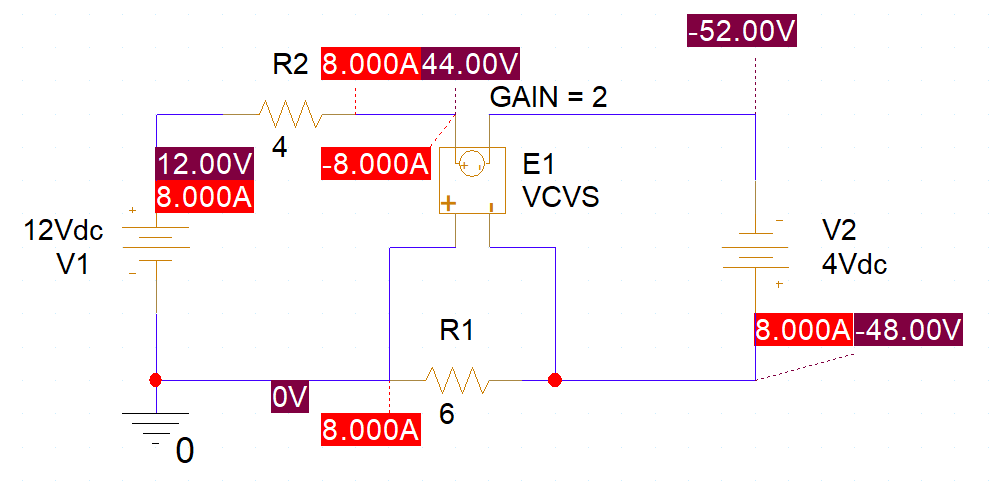 -52.00V
R2 8.000A 44.00V
GAIN = 2
4
12.00V -8.000A E1
8.000A VCVS
12Vdc V2
V1 4Vdc
R1 8.000A -48.00V
0V 6
8.000A
0